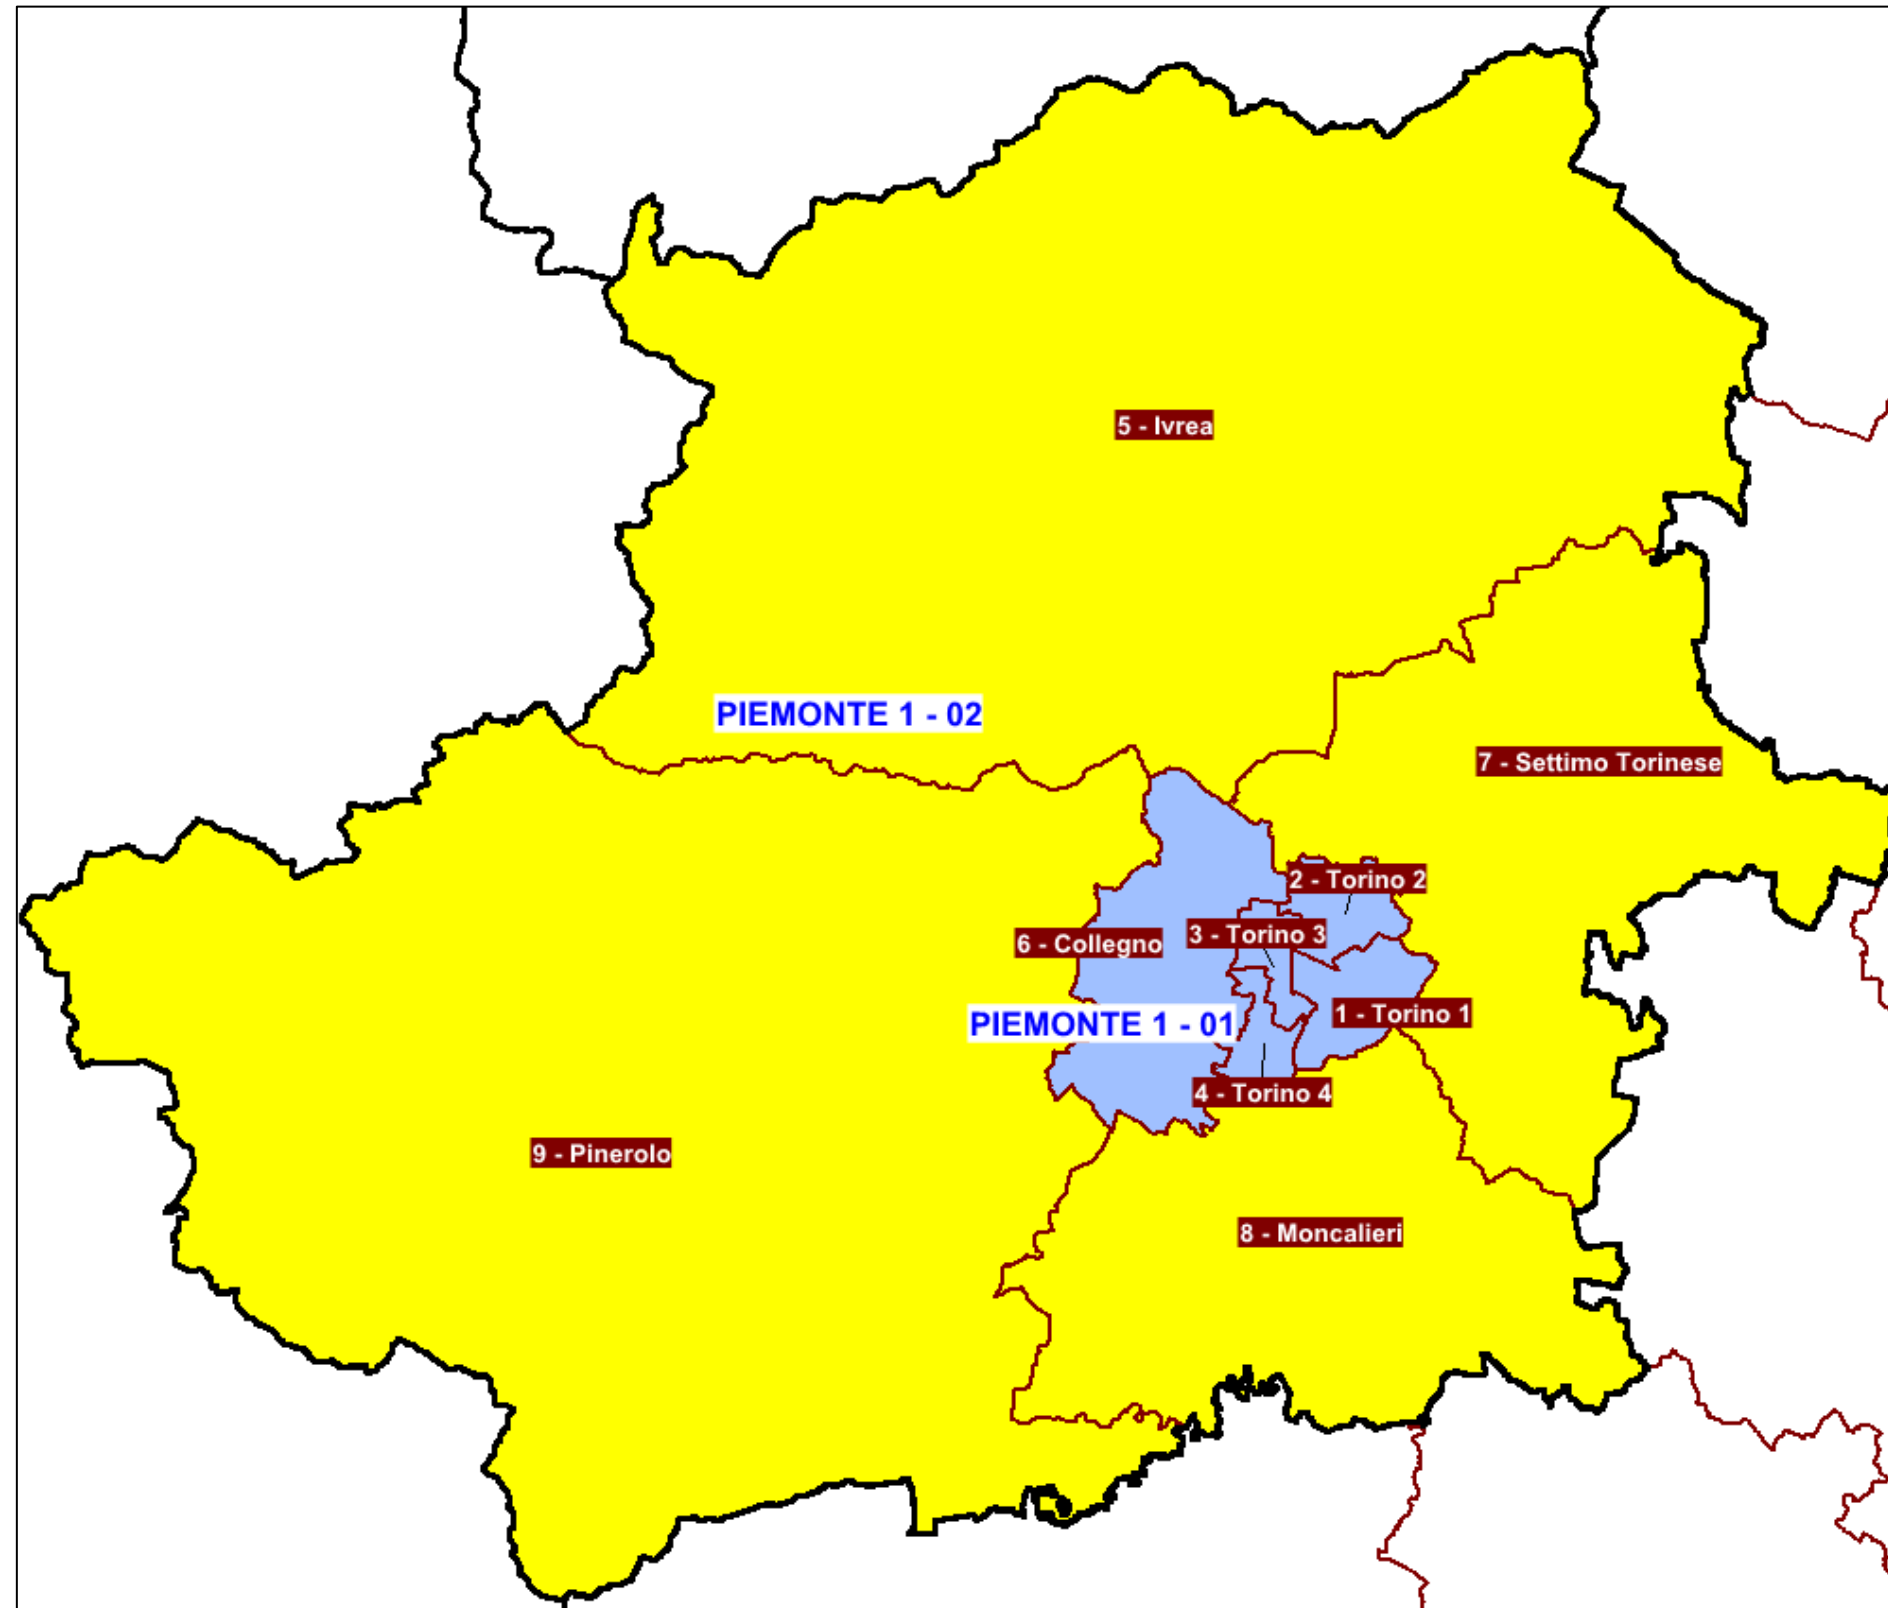 5 - Ivrea
PIEMONTE 1 - 02
7 - Settimo Torinese
2 - Torino 2
3 - Torino 3
6 - Collegno
1 - Torino 1
PIEMONTE 1 - 01
4 - Torino 4
9 - Pinerolo
8 - Moncalieri